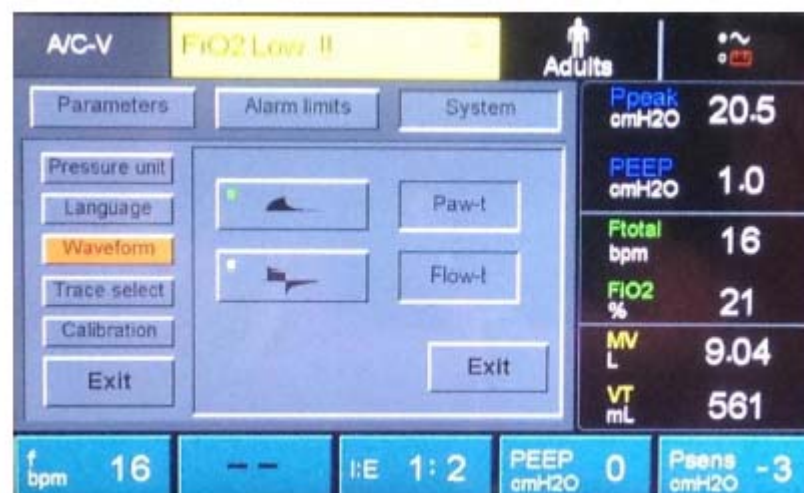 A/C-V
FiO2 Low !!
Adults
Parameters
Alarm limits
System
Pressure unit
Language
Waveform
Trace select
Calibration
Exit
Paw-t
Flow-t
Exit
Ppeak
cmH2O
20.5
PEEP
cmH2O
1.0
Ftotal
bpm
16
FiO2
%
21
MV
L
9.04
VT
mL
561
f
bpm
16
--
I:E 1:2
PEEP
cmH2O
0
Psens
cmH2O
-3